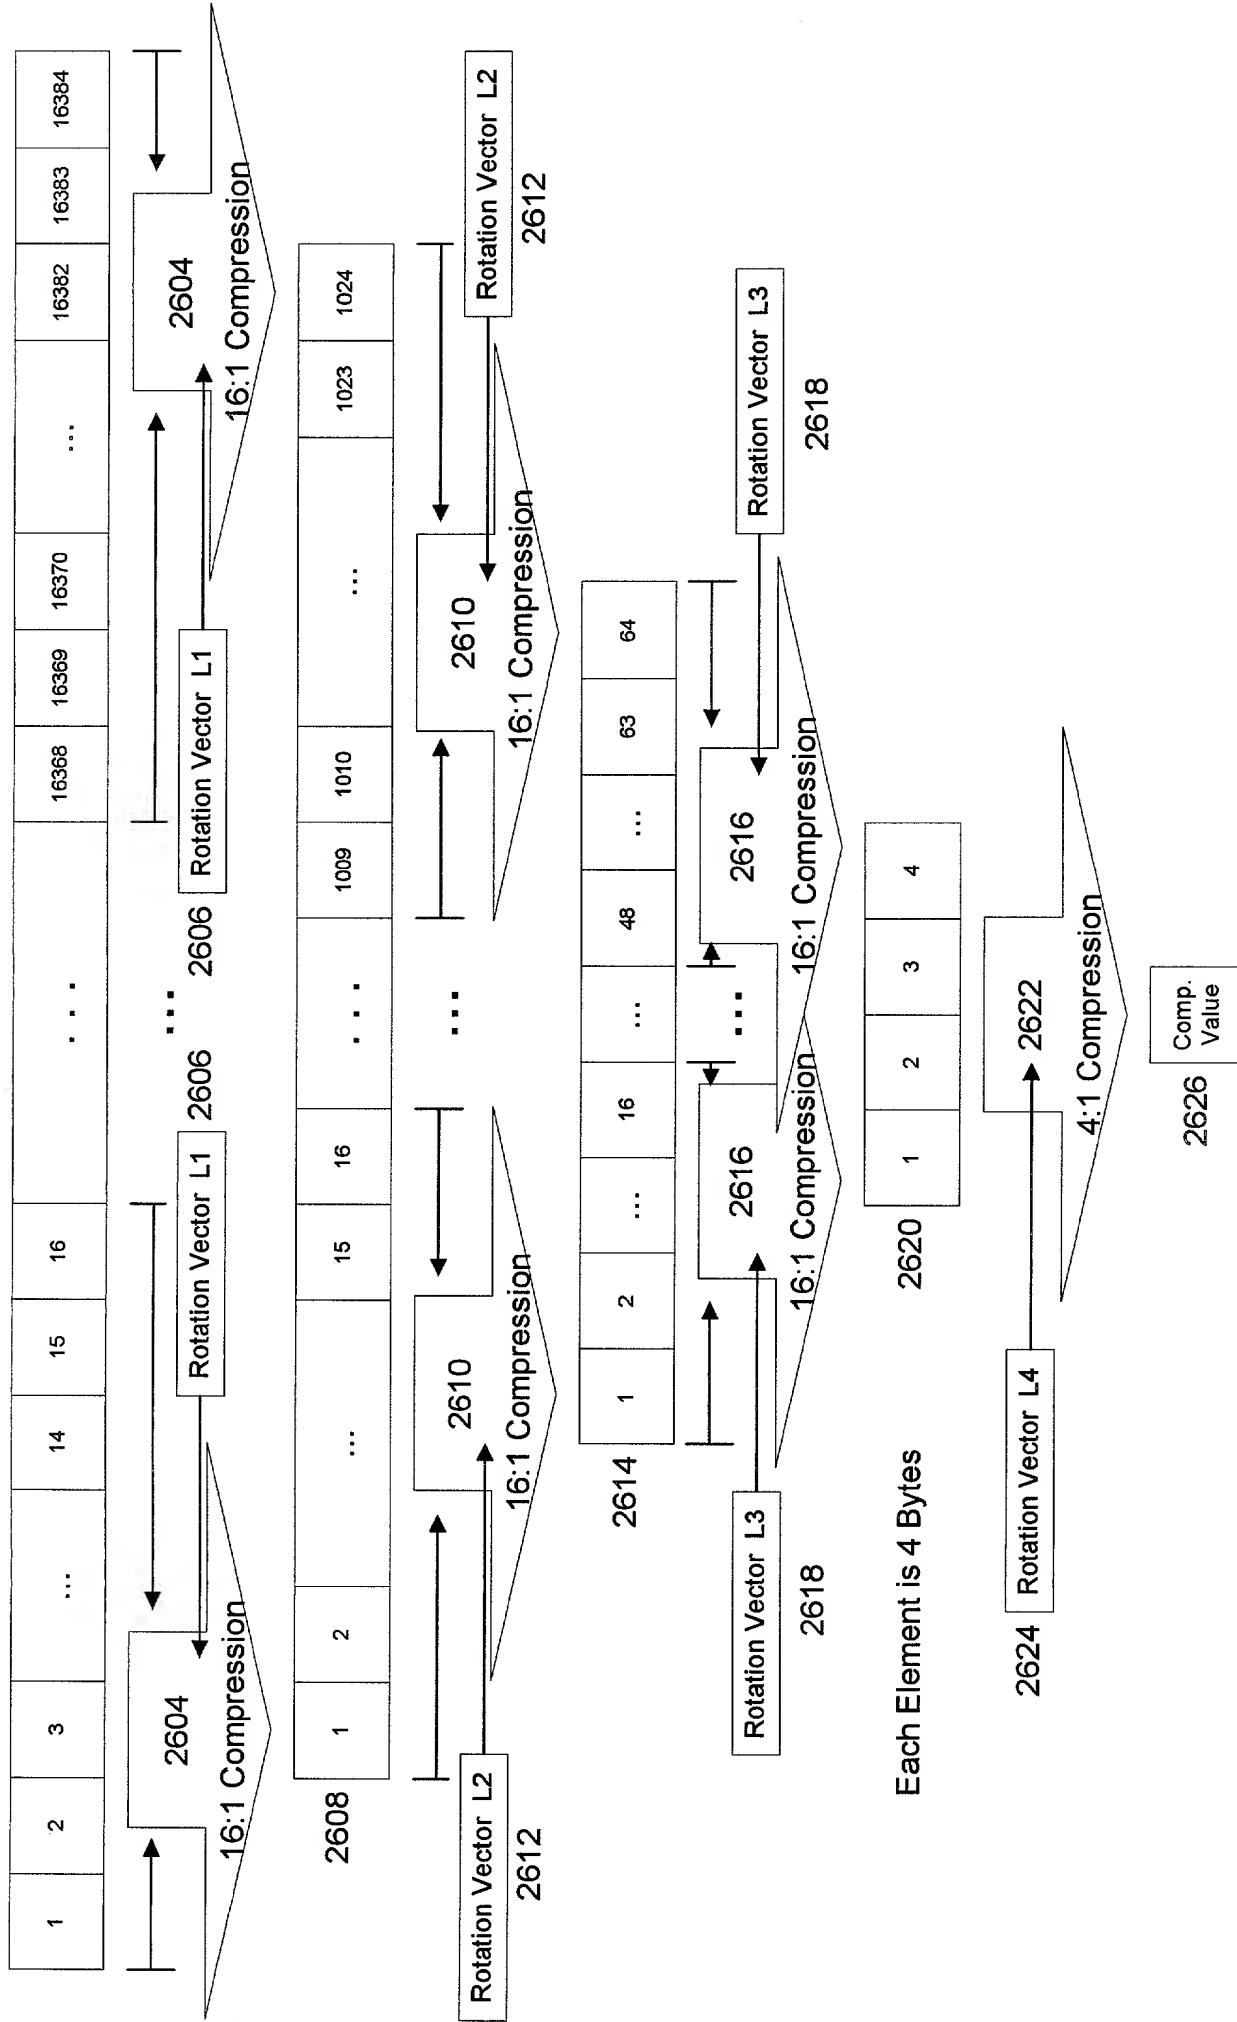 1 2 3 ... 14 15 16 ... 16368 16369 16370 ... 16382 16383 16384
2604
16:1 Compression
Rotation Vector L1
2606
...
2606
Rotation Vector L1
2604
16:1 Compression
2608
1 2 ... 15 16 ... 1009 1010 ... 1023 1024
Rotation Vector L2
2612
2610
16:1 Compression
...
2610
16:1 Compression
Rotation Vector L2
2612
2614
1 2 ... 16 ... 48 ... 63 64
Rotation Vector L3
2618
2616
16:1 Compression
...
2616
16:1 Compression
Rotation Vector L3
2618
2620
1 2 3 4
Each Element is 4 Bytes
2624
Rotation Vector L4
2622
4:1 Compression
2626
Comp.
Value